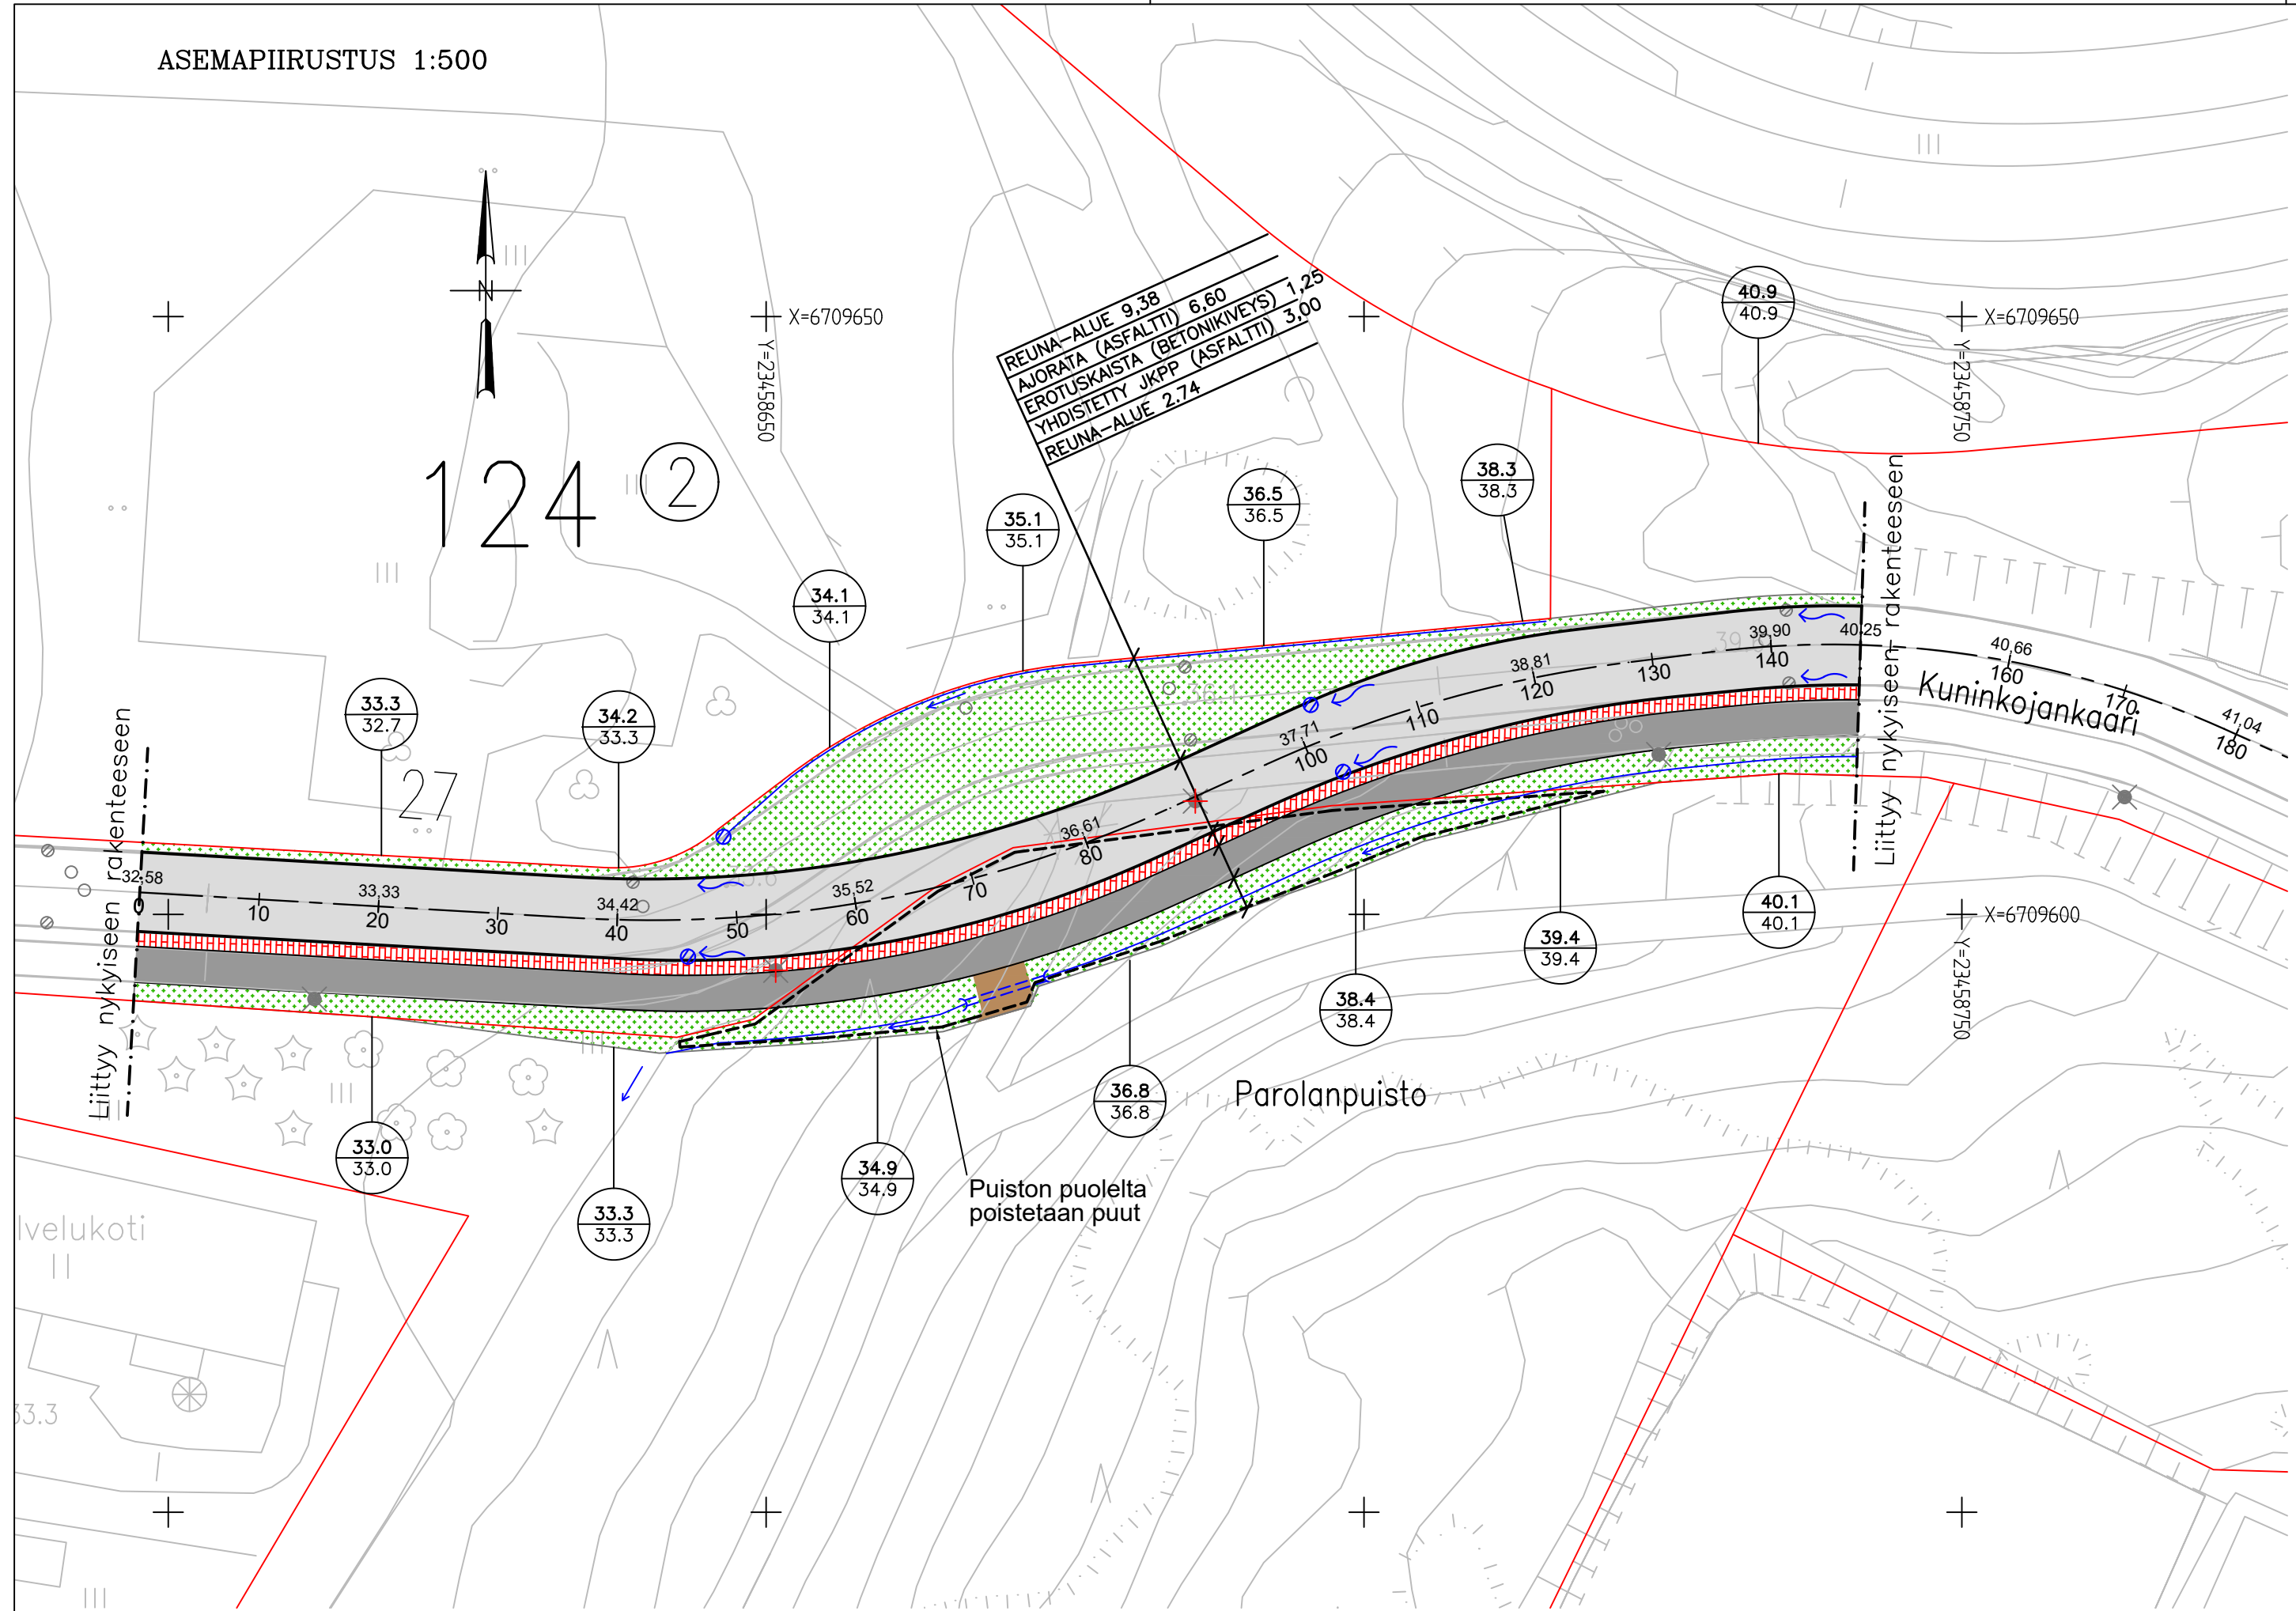 ASEMAPIIRUSTUS 1:500
N
X=6709650
Y=23458650
X=6709650
Y=23458750
X=6709600
Y=23458750
124
2
27
REUNA-ALUE 9,38
AJORATA (ASFALTTI) 6,60
EROTUSKAISTA (BETONIKIVEYS) 1,25
YHDISTETTY JKPP (ASFALTTI) 3,00
REUNA-ALUE 2.74
40.9
40.9
38.3
38.3
36.5
36.5
35.1
35.1
34.1
34.1
33.3
32.7
34.2
33.3
Liittyy nykyiseen rakenteeseen
Liittyy nykyiseen rakenteeseen
32,58
33,33
34,42
35,52
36,61
37,71
38,81
39,90
40,25
40,66
41,04
0
10
20
30
40
50
60
70
80
100
110
120
130
140
160
170
180
Kuninkojankaari
33.0
33.0
33.3
33.3
34.9
34.9
36.8
36.8
38.4
38.4
39.4
39.4
40.1
40.1
Puiston puolelta
poistetaan puut
Parolanpuisto
lvelukoti
II
33.3